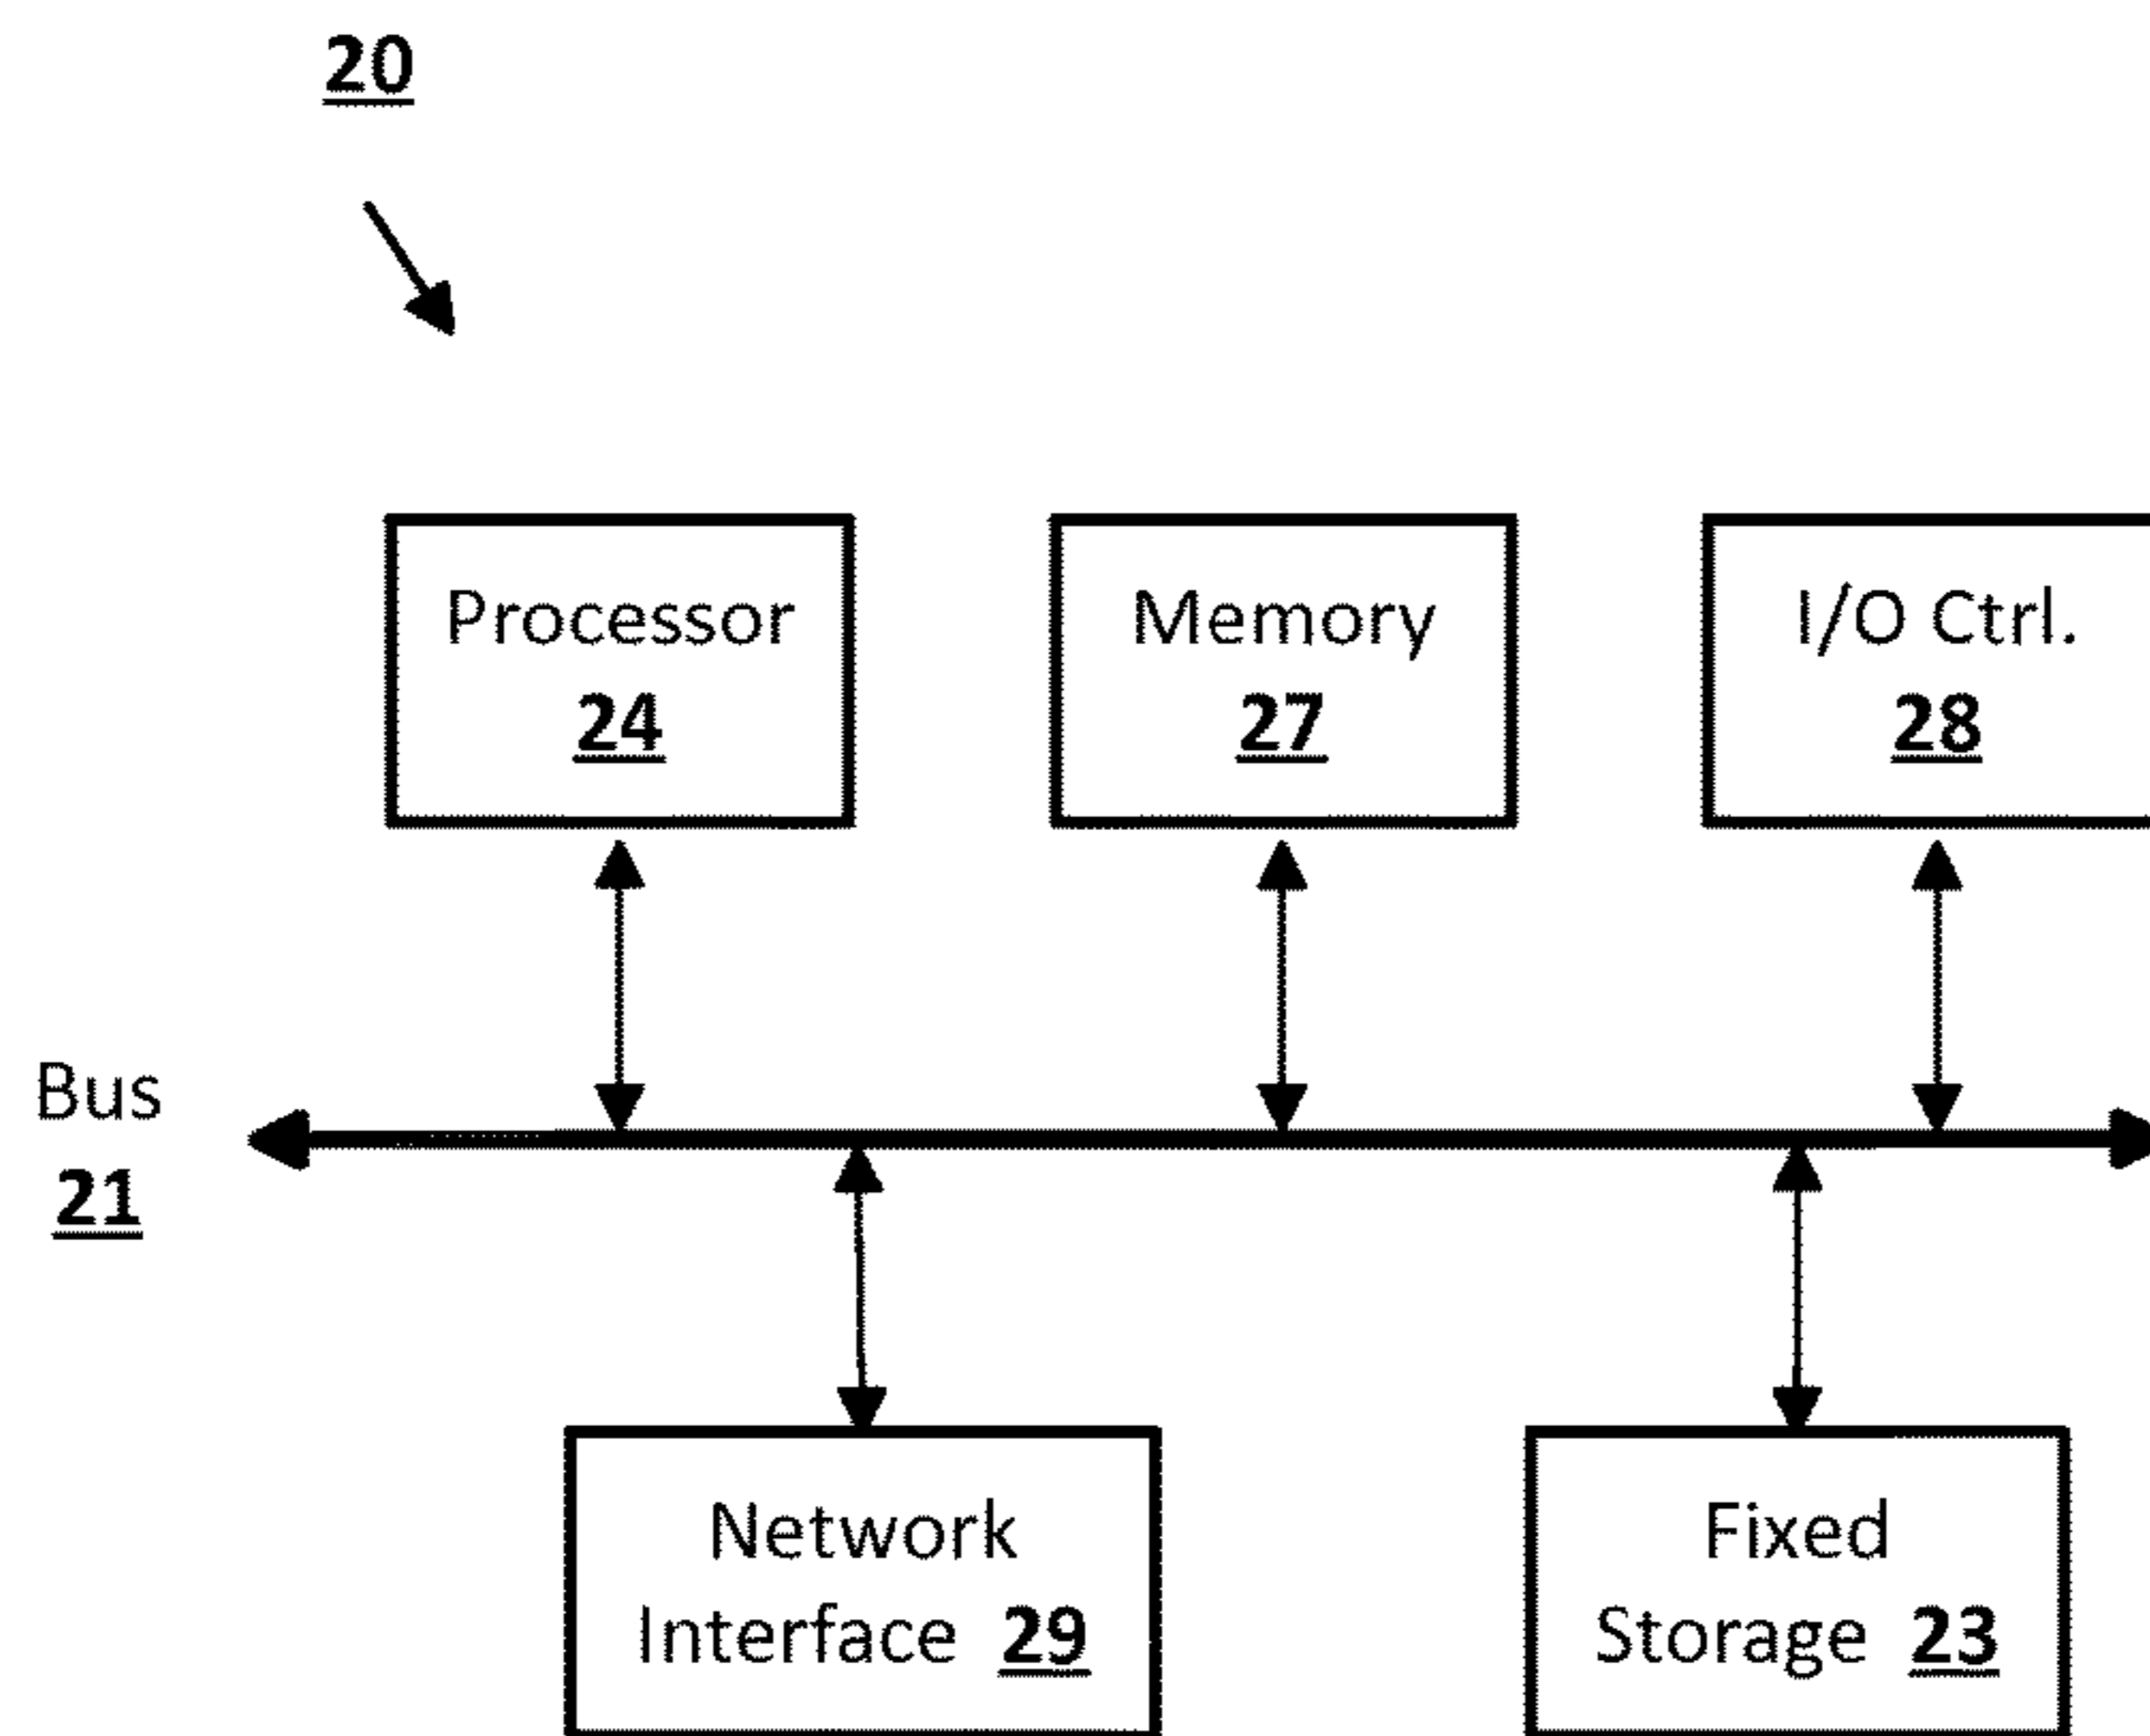 20
Processor
24
Memory
27
I/O Ctrl.
28
Bus
21
Network
Interface 29
Fixed
Storage 23